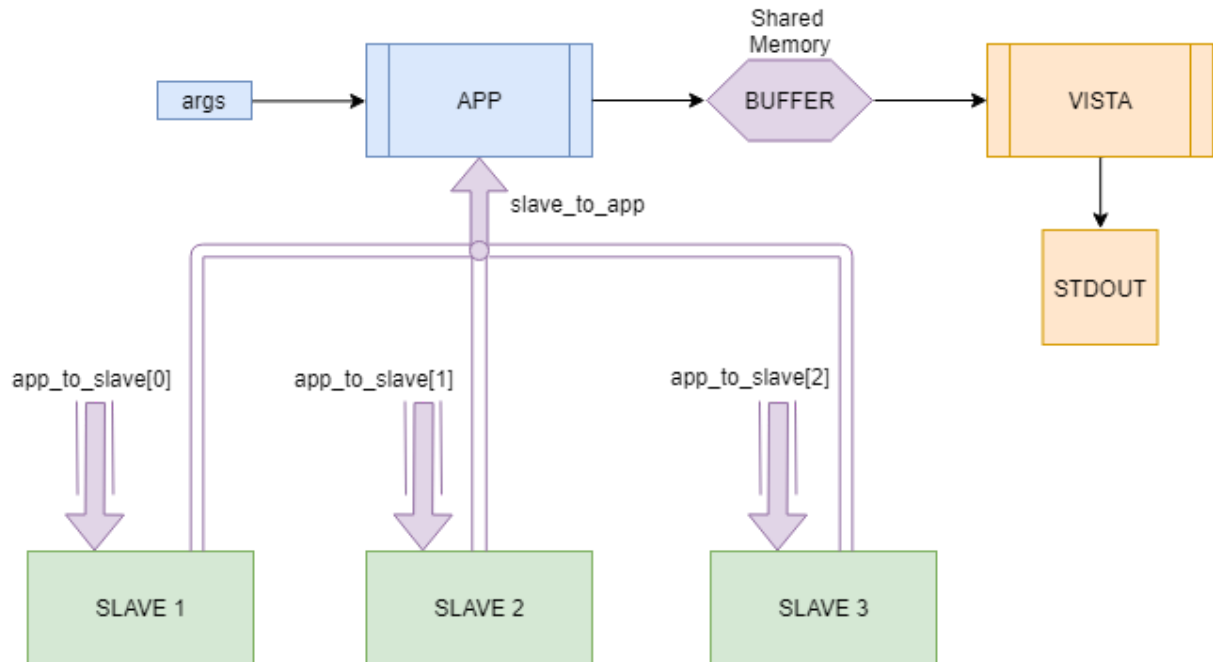 Shared
Memory
args
APP
BUFFER
VISTA
slave_to_app
STDOUT
app_to_slave[0]
app_to_slave[1]
app_to_slave[2]
SLAVE 1
SLAVE 2
SLAVE 3